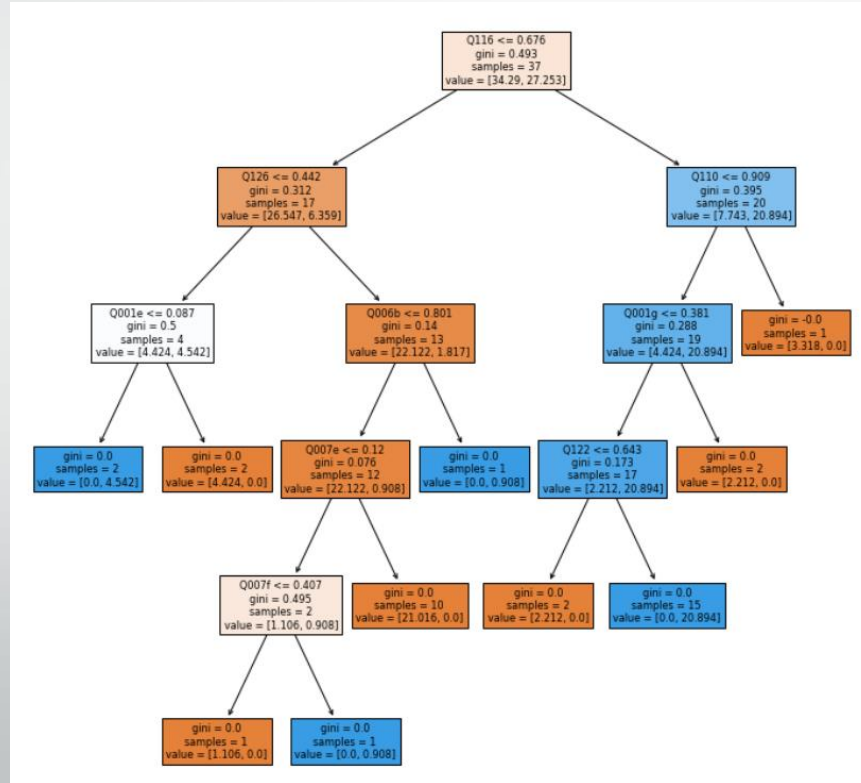 Q116 <= 0.676
gini = 0.493
samples = 37
value = [34.29, 27.253]
Q126 <= 0.442
gini = 0.312
samples = 17
value = [26.547, 6.359]
Q110 <= 0.909
gini = 0.395
samples = 20
value = [7.743, 20.894]
Q001e <= 0.087
gini = 0.5
samples = 4
value = [4.424, 4.542]
Q006b <= 0.801
gini = 0.14
samples = 13
value = [22.122, 1.817]
Q001g <= 0.381
gini = 0.288
samples = 19
value = [4.424, 20.894]
gini = -0.0
samples = 1
value = [3.318, 0.0]
gini = 0.0
samples = 2
value = [0.0, 4.542]
gini = 0.0
samples = 2
value = [4.424, 0.0]
Q007e <= 0.12
gini = 0.076
samples = 12
value = [22.122, 0.908]
gini = 0.0
samples = 1
value = [0.0, 0.908]
Q122 <= 0.643
gini = 0.173
samples = 17
value = [2.212, 20.894]
gini = 0.0
samples = 2
value = [2.212, 0.0]
Q007f <= 0.407
gini = 0.495
samples = 2
value = [1.106, 0.908]
gini = 0.0
samples = 10
value = [21.016, 0.0]
gini = 0.0
samples = 2
value = [2.212, 0.0]
gini = 0.0
samples = 15
value = [0.0, 20.894]
gini = 0.0
samples = 1
value = [1.106, 0.0]
gini = 0.0
samples = 1
value = [0.0, 0.908]